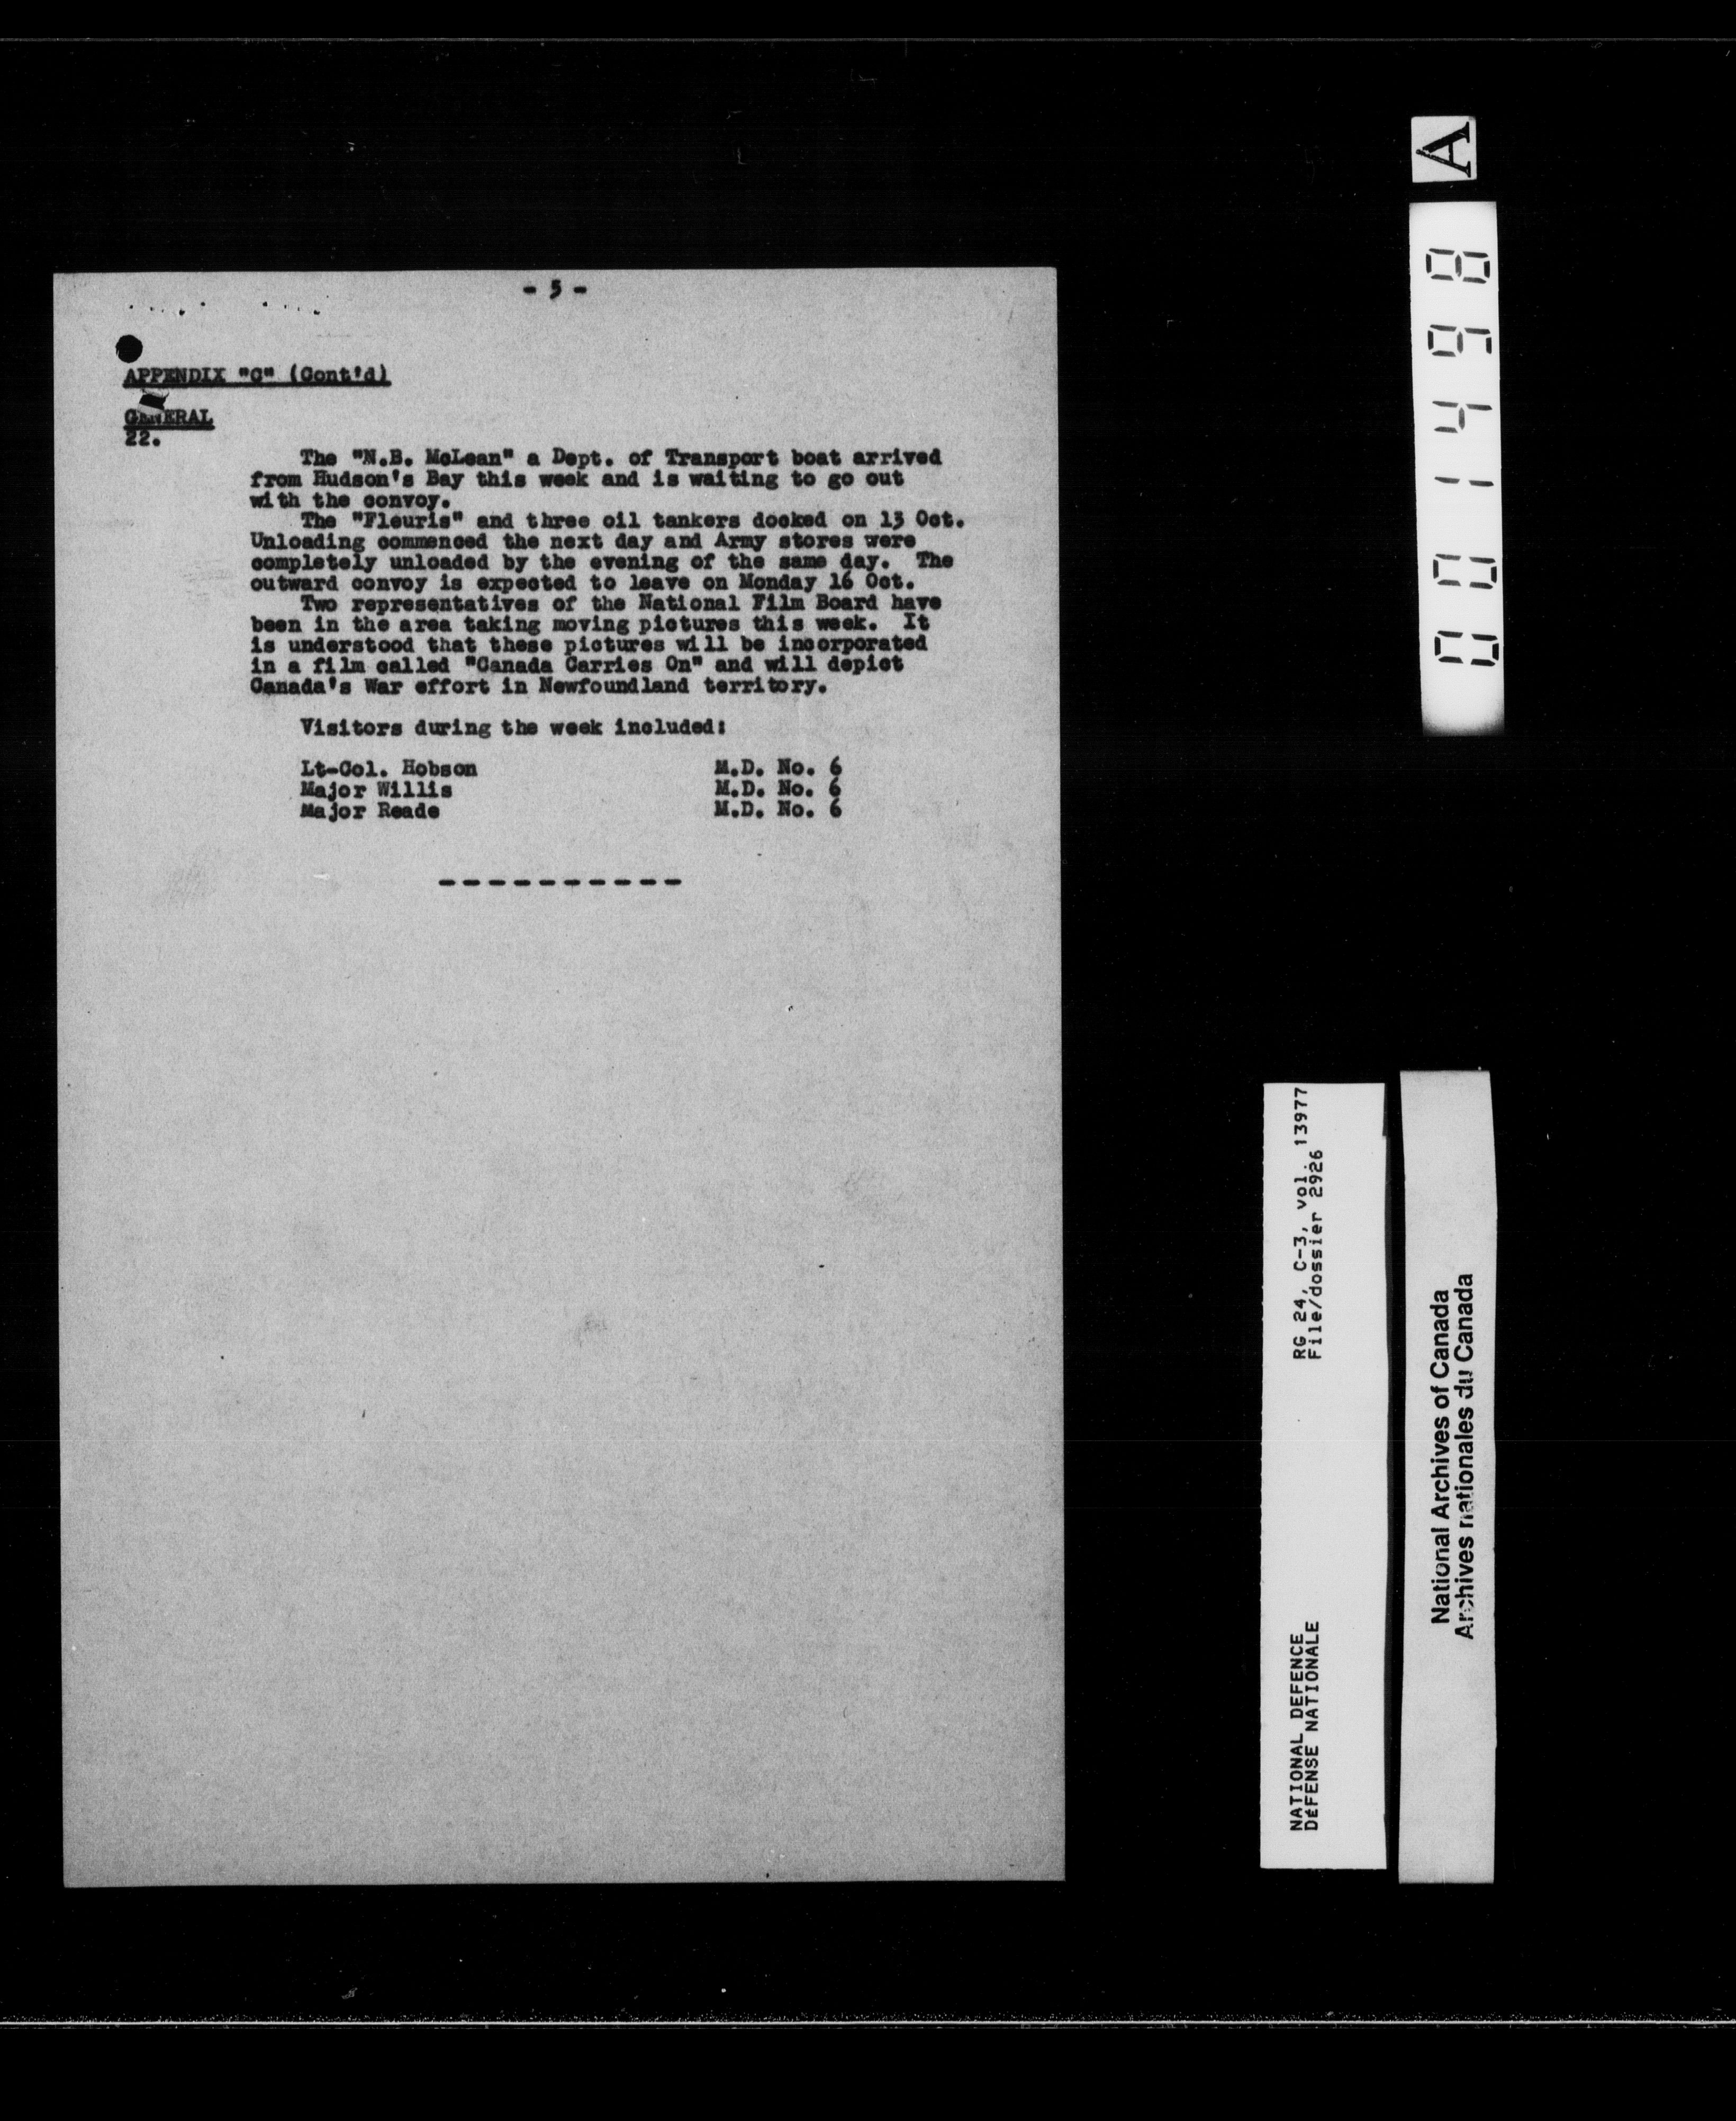 - 5 -
APPENDIX "C" (Cont'd)
GENERAL
22.
The "N.B. McLean" a Dept. of Transport boat arrived
from Hudson's Bay this week and is waiting to go out
with the convoy.
The "Fleuris" and three oil tankers docked on 13 Oct.
Unloading commenced the next day and Army stores were
completely unloaded by the evening of the same day. The
outward convoy is expected to leave on Monday 16 Oct.
Two representatives of the National Film Board have
been in the area taking moving pictures this week. It
is understood that these pictures will be incorporated
in a film called "Canada Carries On" and will depict
Canada's War effort in Newfoundland territory.
Visitors during the week included:
Lt-Col. Hobson M.D. No. 6
Major Willis M.D. No. 6
Major Reade M.D. No. 6
----------
A
001498
RG 24, C-3, vol. 13977
File/dossier 2926
NATIONAL DEFENCE
DÉFENSE NATIONALE
National Archives of Canada
Archives nationales du Canada